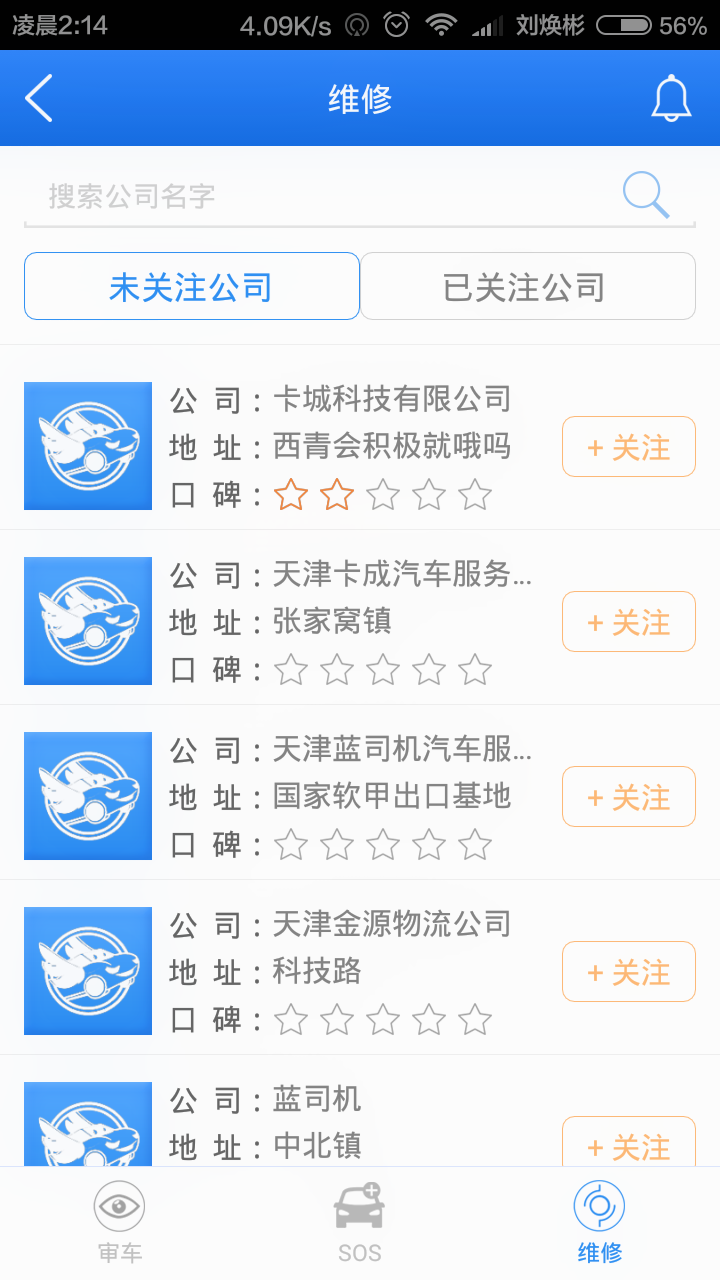 凌晨2:14 4.09K/s 刘焕彬 56%
维修
搜索公司名字
未关注公司 已关注公司
公 司：卡城科技有限公司
地 址：西青会积极就哦吗
+ 关注
口 碑：
公 司：天津卡成汽车服务...
地 址：张家窝镇
+ 关注
口 碑：
公 司：天津蓝司机汽车服...
地 址：国家软甲出口基地
+ 关注
口 碑：
公 司：天津金源物流公司
地 址：科技路
+ 关注
口 碑：
公 司：蓝司机
地 址：中北镇
+ 关注
审车 SOS 维修